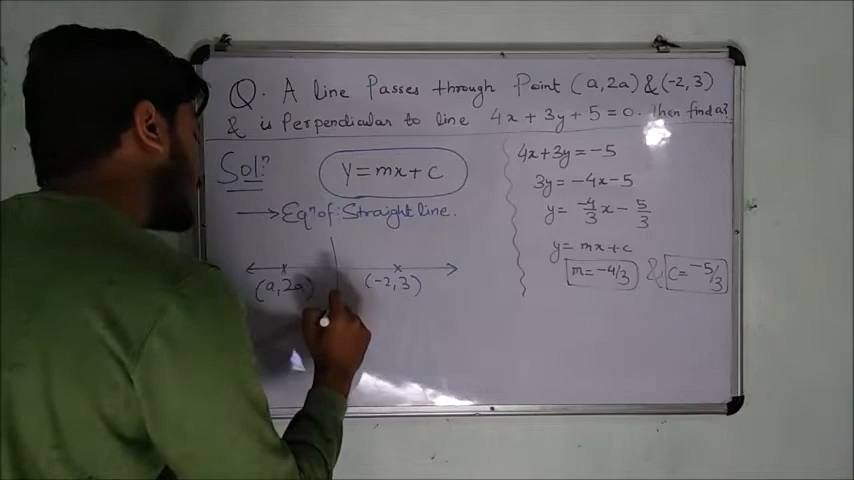 Q. A line Passes through Point (a,2a) & (-2,3)
& is Perpendicular to line 4x + 3y + 5 = 0. then find a?
Sol?
Y = mx + c
→ Eqn of: Straight line.
(a,2a) (-2,3)
4x + 3y = -5
3y = -4x - 5
y = -4/3 x - 5/3
y = mx + c
m = -4/3 & c = -5/3